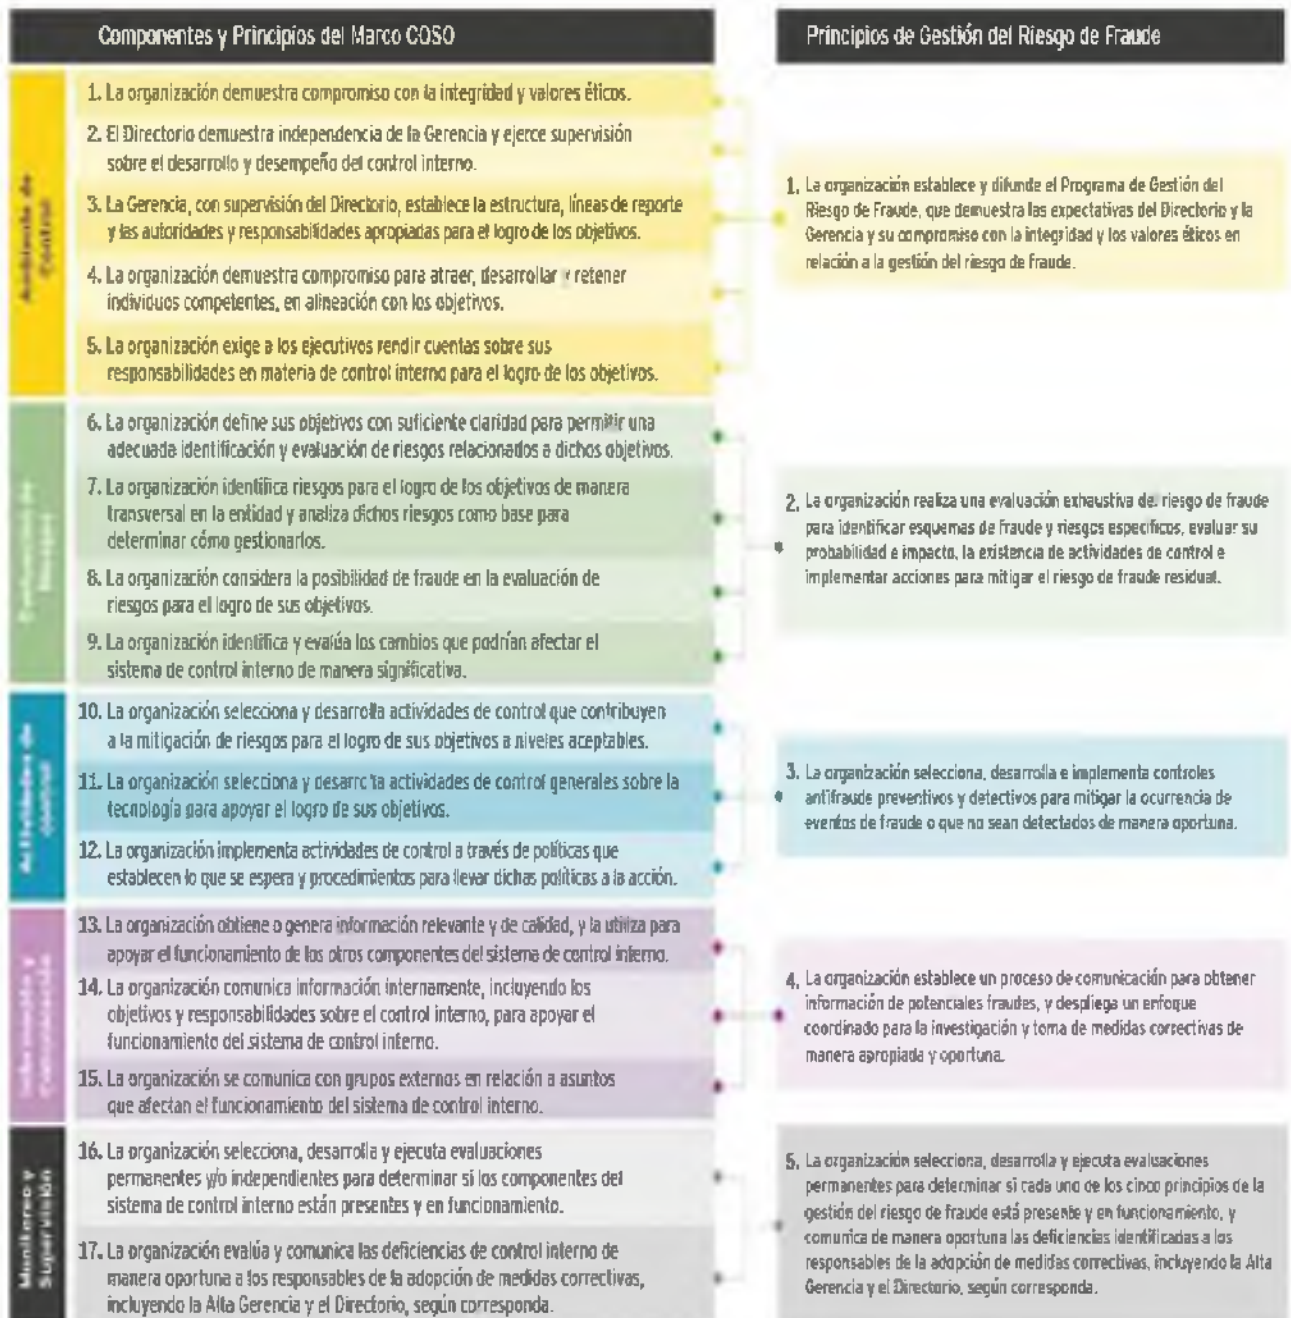 Componentes y Principios del Marco COSO
Principios de Gestión del Riesgo de Fraude
Ambiente de
Control
1. La organización demuestra compromiso con la integridad y valores éticos.
2. El Directorio demuestra independencia de la Gerencia y ejerce supervisión
sobre el desarrollo y desempeño del control interno.
3. La Gerencia, con supervisión del Directorio, establece la estructura, líneas de reporte
y las autoridades y responsabilidades apropiadas para el logro de los objetivos.
4. La organización demuestra compromiso para atraer, desarrollar y retener
individuos competentes, en alineación con los objetivos.
5. La organización exige a los ejecutivos rendir cuentas sobre sus
responsabilidades en materia de control interno para el logro de los objetivos.
1. La organización establece y difunde el Programa de Gestión del
Riesgo de Fraude, que demuestra las expectativas del Directorio y la
Gerencia y su compromiso con la integridad y los valores éticos en
relación a la gestión del riesgo de fraude.
6. La organización define sus objetivos con suficiente claridad para permitir una
adecuada identificación y evaluación de riesgos relacionados a dichos objetivos.
7. La organización identifica riesgos para el logro de los objetivos de manera
transversal en la entidad y analiza dichos riesgos como base para
determinar cómo gestionarlos.
8. La organización considera la posibilidad de fraude en la evaluación de
riesgos para el logro de sus objetivos.
9. La organización identifica y evalúa los cambios que podrían afectar el
sistema de control interno de manera significativa.
2. La organización realiza una evaluación exhaustiva del riesgo de fraude
para identificar esquemas de fraude y riesgos específicos, evaluar su
probabilidad e impacto, la existencia de actividades de control e
implementar acciones para mitigar el riesgo de fraude residual.
Actividades de
Control
10. La organización selecciona y desarrolla actividades de control que contribuyen
a la mitigación de riesgos para el logro de sus objetivos a niveles aceptables.
11. La organización selecciona y desarrolla actividades de control generales sobre la
tecnología para apoyar el logro de sus objetivos.
12. La organización implementa actividades de control a través de políticas que
establecen lo que se espera y procedimientos para llevar dichas políticas a la acción.
3. La organización selecciona, desarrolla e implementa controles
antifraude preventivos y detectivos para mitigar la ocurrencia de
eventos de fraude o que no sean detectados de manera oportuna.
Información y
Comunicación
13. La organización obtiene o genera información relevante y de calidad, y la utiliza para
apoyar el funcionamiento de los otros componentes del sistema de control interno.
14. La organización comunica información internamente, incluyendo los
objetivos y responsabilidades sobre el control interno, para apoyar el
funcionamiento del sistema de control interno.
15. La organización se comunica con grupos externos en relación a asuntos
que afectan el funcionamiento del sistema de control interno.
4. La organización establece un proceso de comunicación para obtener
información de potenciales fraudes, y despliega un enfoque
coordinado para la investigación y toma de medidas correctivas de
manera apropiada y oportuna.
Monitoreo y
Supervisión
16. La organización selecciona, desarrolla y ejecuta evaluaciones
permanentes y/o independientes para determinar si los componentes del
sistema de control interno están presentes y en funcionamiento.
17. La organización evalúa y comunica las deficiencias de control interno de
manera oportuna a los responsables de la adopción de medidas correctivas,
incluyendo la Alta Gerencia y el Directorio, según corresponda.
5. La organización selecciona, desarrolla y ejecuta evaluaciones
permanentes para determinar si cada uno de los cinco principios de la
gestión del riesgo de fraude está presente y en funcionamiento, y
comunica de manera oportuna las deficiencias identificadas a los
responsables de la adopción de medidas correctivas, incluyendo la Alta
Gerencia y el Directorio, según corresponda.